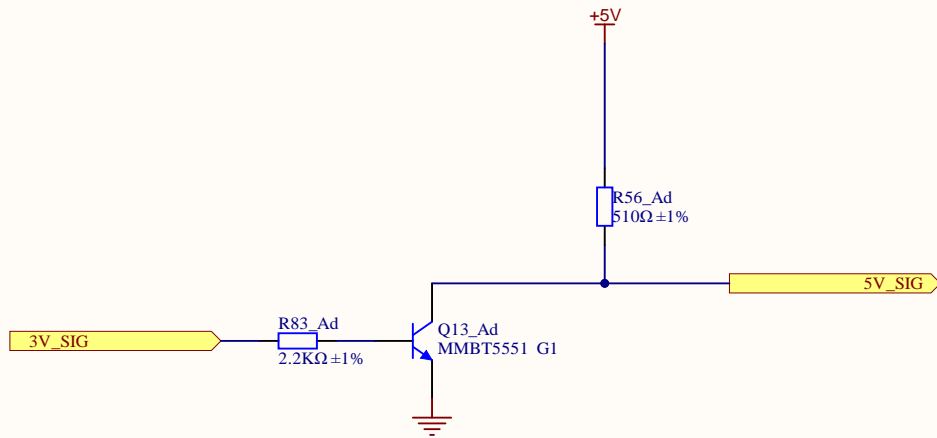 +5V
R56_Ad
510Ω ±1%
5V_SIG
R83_Ad
3V_SIG
2.2KΩ ±1%
Q13_Ad
MMBT5551 G1